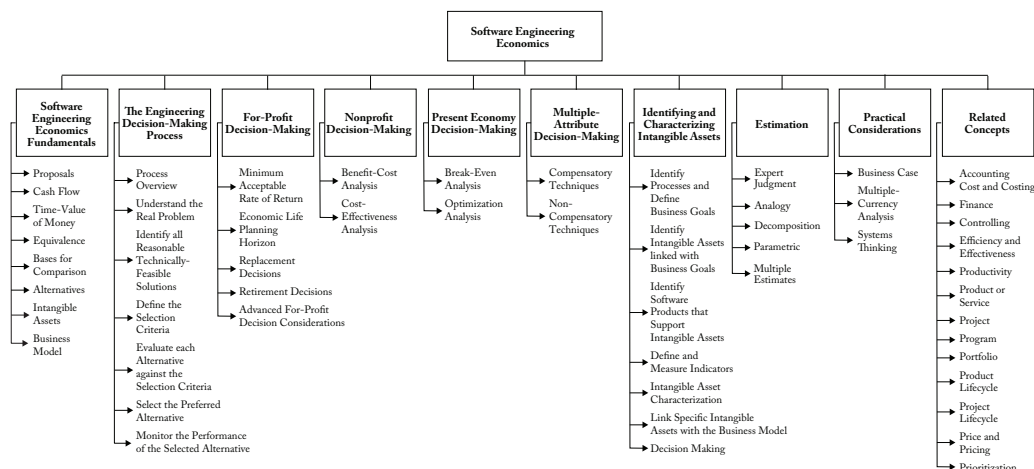 Software Engineering
Economics
Software
Engineering
Economics
Fundamentals
Proposals
Cash Flow
Time-Value
of Money
Equivalence
Bases for
Comparison
Alternatives
Intangible
Assets
Business
Model
The Engineering
Decision-Making
Process
Process
Overview
Understand the
Real Problem
Identify all
Reasonable
Technically-
Feasible
Solutions
Define the
Selection
Criteria
Evaluate each
Alternative
against the
Selection Criteria
Select the Preferred
Alternative
Monitor the Performance
of the Selected Alternative
For-Profit
Decision-Making
Minimum
Acceptable
Rate of Return
Economic Life
Planning
Horizon
Replacement
Decisions
Retirement Decisions
Advanced For-Profit
Decision Considerations
Nonprofit
Decision-Making
Benefit-Cost
Analysis
Cost-
Effectiveness
Analysis
Present Economy
Decision-Making
Break-Even
Analysis
Optimization
Analysis
Multiple-
Attribute
Decision-Making
Compensatory
Techniques
Non-
Compensatory
Techniques
Identifying and
Characterizing
Intangible Assets
Identify
Processes and
Define
Business Goals
Identify
Intangible Assets
linked with
Business Goals
Identify
Software
Products that
Support
Intangible Assets
Define and
Measure Indicators
Intangible Asset
Characterization
Link Specific Intangible
Assets with the Business Model
Decision Making
Estimation
Expert
Judgment
Analogy
Decomposition
Parametric
Multiple
Estimates
Practical
Considerations
Business Case
Multiple-
Currency
Analysis
Systems
Thinking
Related
Concepts
Accounting
Cost and Costing
Finance
Controlling
Efficiency and
Effectiveness
Productivity
Product or
Service
Project
Program
Portfolio
Product
Lifecycle
Project
Lifecycle
Price and
Pricing
Prioritization